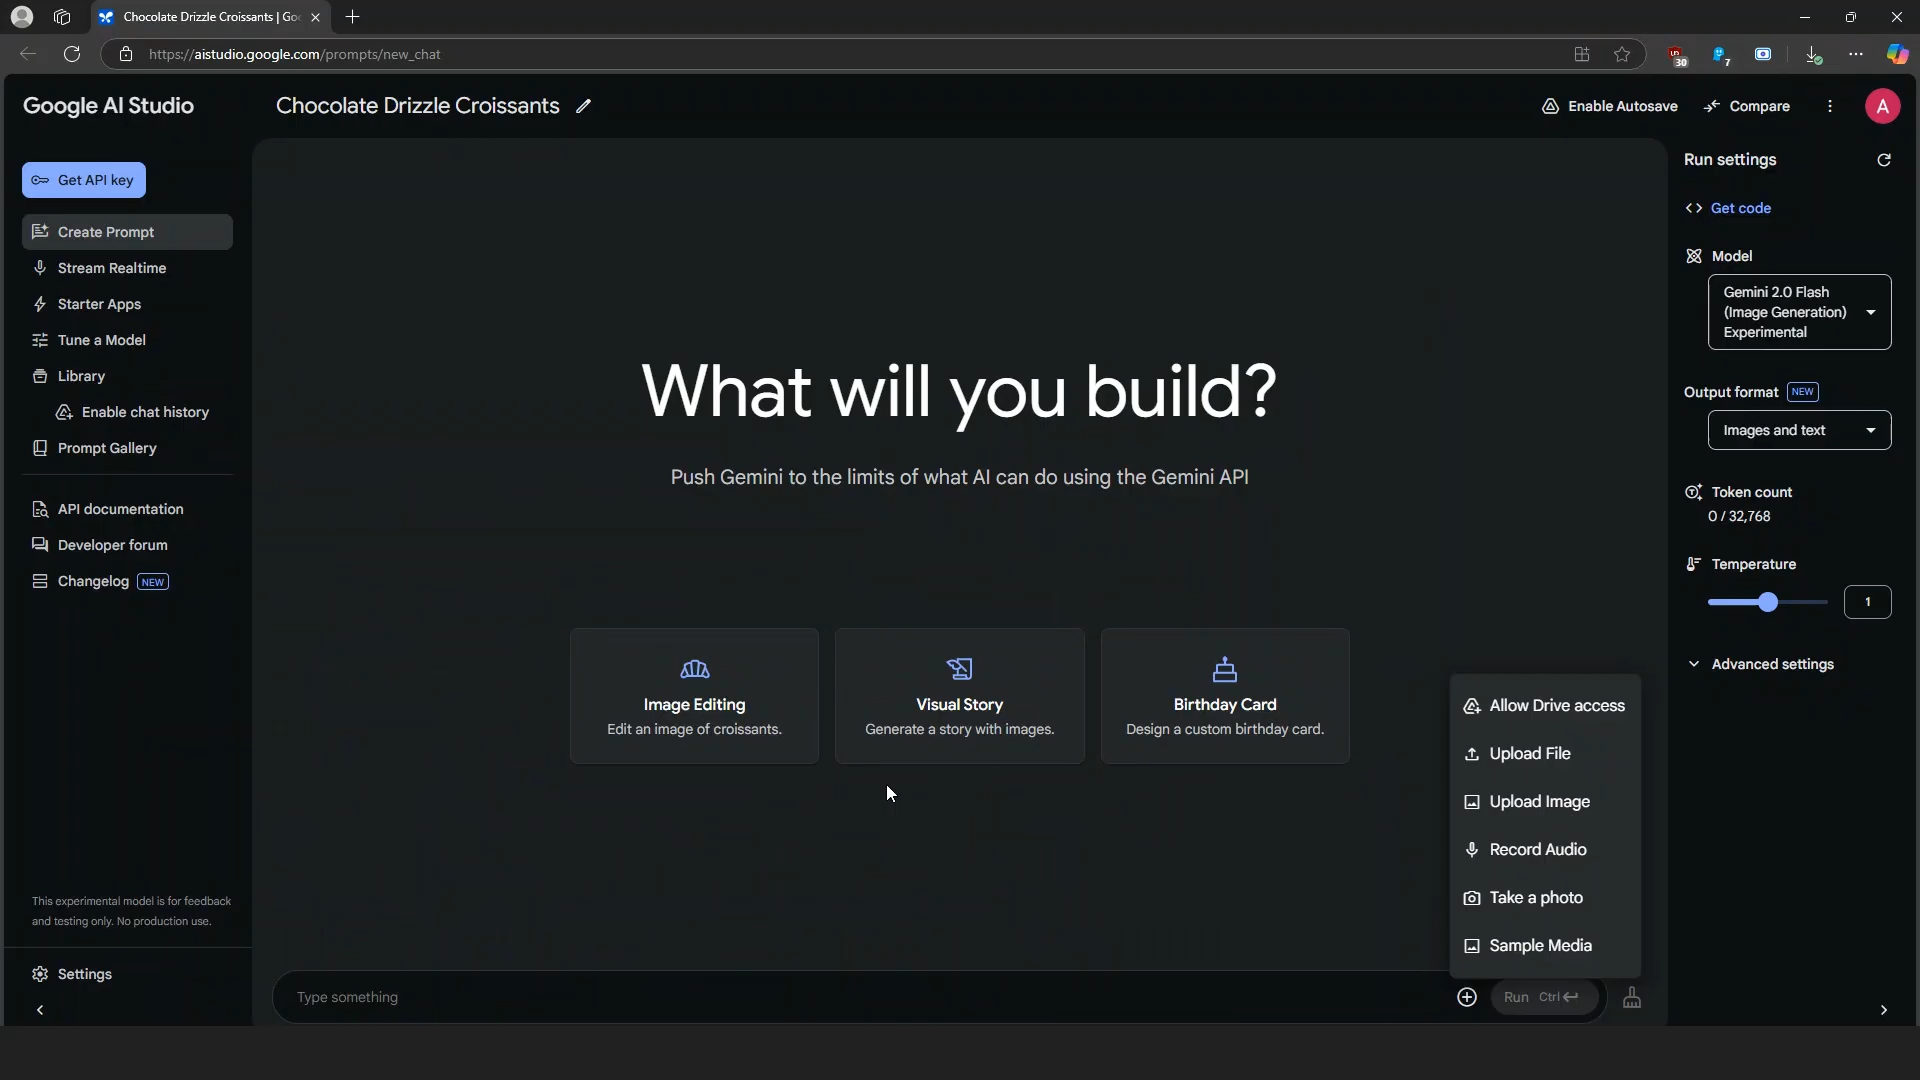 Chocolate Drizzle Croissants | Goo
https://aistudio.google.com/prompts/new_chat
30
7
Google AI Studio
Chocolate Drizzle Croissants
Enable Autosave
Compare
A
Get API key
Create Prompt
Stream Realtime
Starter Apps
Tune a Model
Library
Enable chat history
Prompt Gallery
API documentation
Developer forum
Changelog NEW
This experimental model is for feedback
and testing only. No production use.
Settings
What will you build?
Push Gemini to the limits of what AI can do using the Gemini API
Image Editing
Edit an image of croissants.
Visual Story
Generate a story with images.
Birthday Card
Design a custom birthday card.
Allow Drive access
Upload File
Upload Image
Record Audio
Take a photo
Sample Media
Type something
Run Ctrl
Run settings
Get code
Model
Gemini 2.0 Flash
(Image Generation)
Experimental
Output format NEW
Images and text
Token count
0 / 32,768
Temperature
1
Advanced settings